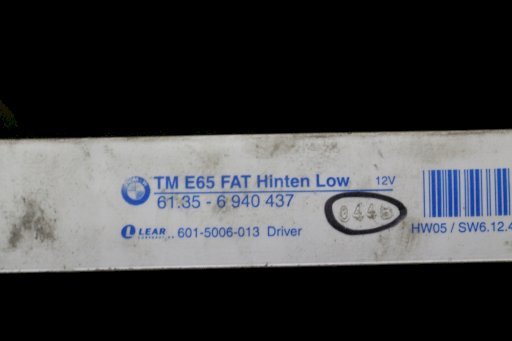 TM E65 FAT Hinten Low 12V
61.35 - 6 940 437
LEAR 601-5006-013 Driver
HW05 / SW6.12.4